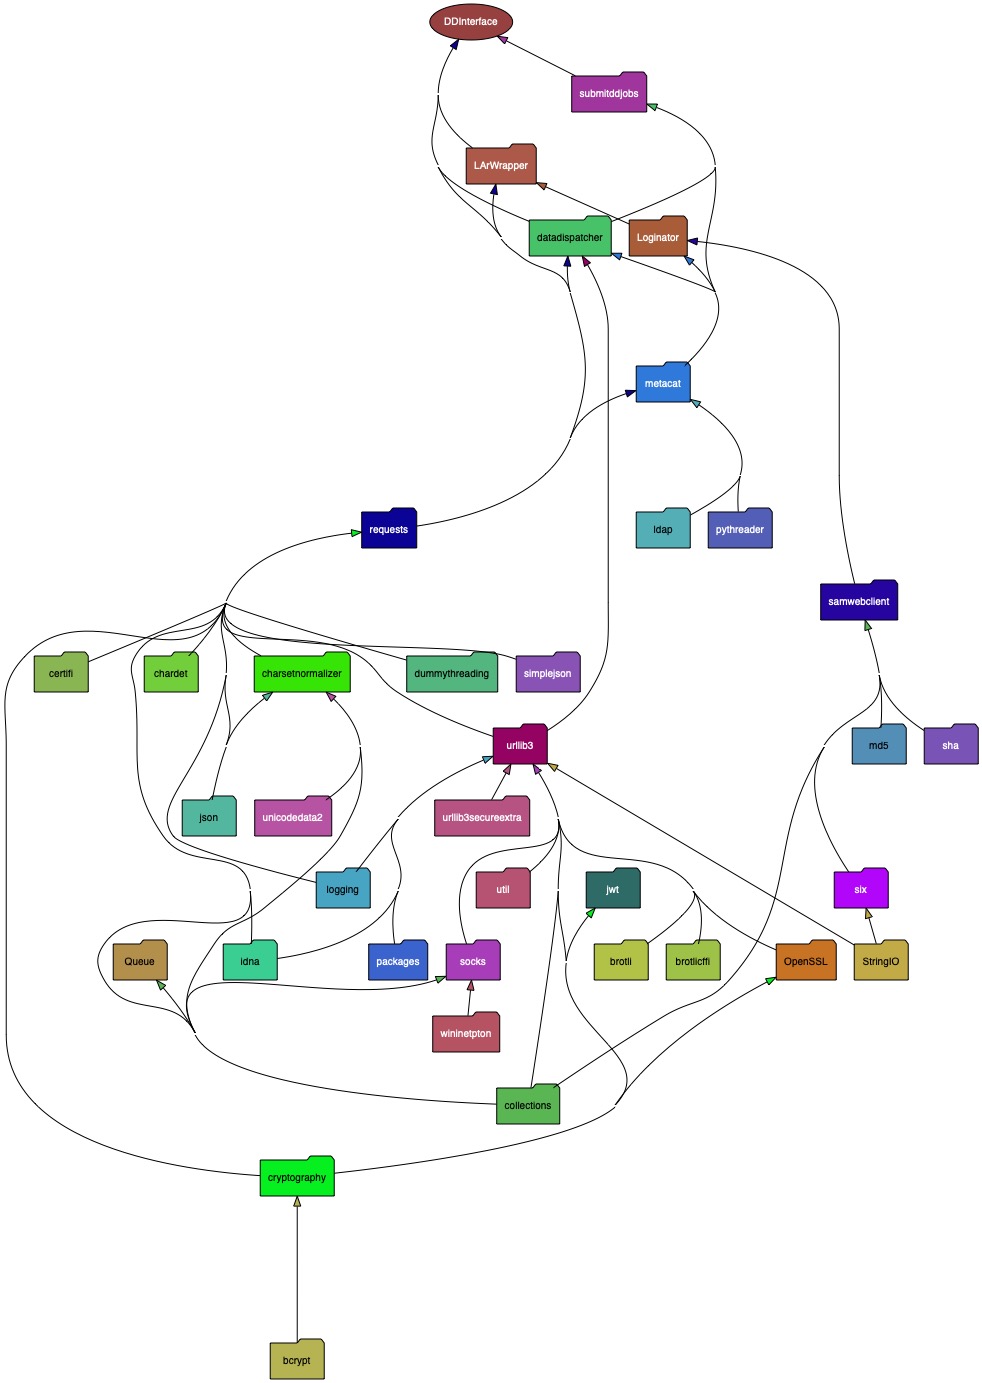 DDInterface
submitddjobs
LArWrapper
datadispatcher
Loginator
metacat
requests
ldap
pythreader
samwebclient
certifi
chardet
charsetnormalizer
dummythreading
simplejson
urllib3
md5
sha
json
unicodedata2
urllib3secureextra
logging
util
jwt
six
Queue
idna
packages
socks
brotli
brotlicffi
OpenSSL
StringIO
wininetpton
collections
cryptography
bcrypt